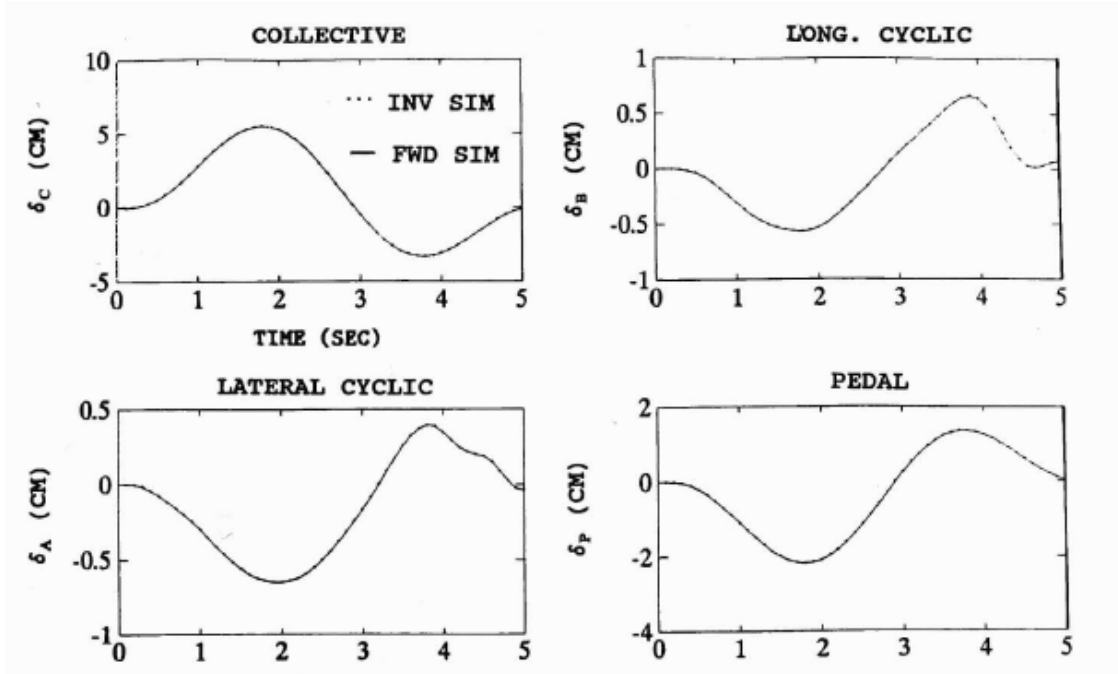 COLLECTIVE
10
5
0
-5
δC (CM)
··· INV SIM
— FWD SIM
0 1 2 3 4 5
TIME (SEC)
LONG. CYCLIC
1
0.5
0
-0.5
-1
δB (CM)
0 1 2 3 4 5
LATERAL CYCLIC
0.5
0
-0.5
-1
δA (CM)
0 1 2 3 4 5
PEDAL
2
0
-2
-4
δP (CM)
0 1 2 3 4 5